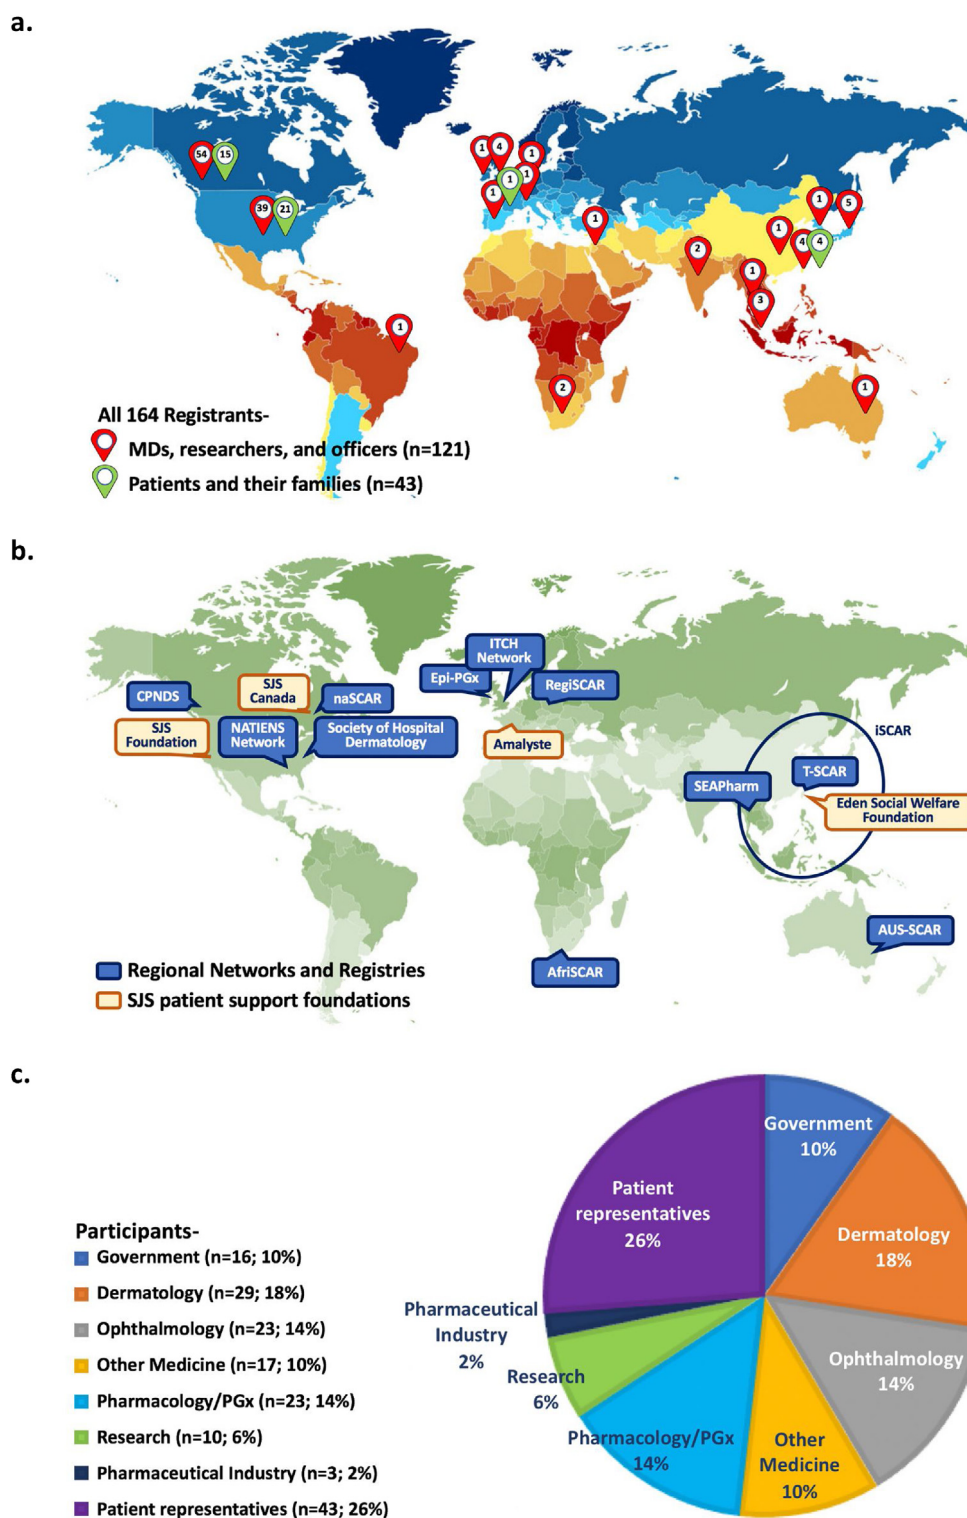 a.
54
15
39
21
1
4
1
1
1
1
1
1
5
1
4
4
2
1
3
1
2
1
All 164 Registrants-
MDs, researchers, and officers (n=121)
Patients and their families (n=43)
b.
ITCH
Network
Epi-PGx
RegiSCAR
CPNDS
SJS
Canada
naSCAR
SJS
Foundation
NATIENS
Network
Society of Hospital
Dermatology
Amalyste
iSCAR
T-SCAR
SEAPharm
Eden Social Welfare
Foundation
AUS-SCAR
AfriSCAR
Regional Networks and Registries
SJS patient support foundations
c.
Participants-
Government (n=16; 10%)
Dermatology (n=29; 18%)
Ophthalmology (n=23; 14%)
Other Medicine (n=17; 10%)
Pharmacology/PGx (n=23; 14%)
Research (n=10; 6%)
Pharmaceutical Industry (n=3; 2%)
Patient representatives (n=43; 26%)
Government
10%
Dermatology
18%
Ophthalmology
14%
Other
Medicine
10%
Pharmacology/PGx
14%
Research
6%
Pharmaceutical
Industry
2%
Patient
representatives
26%